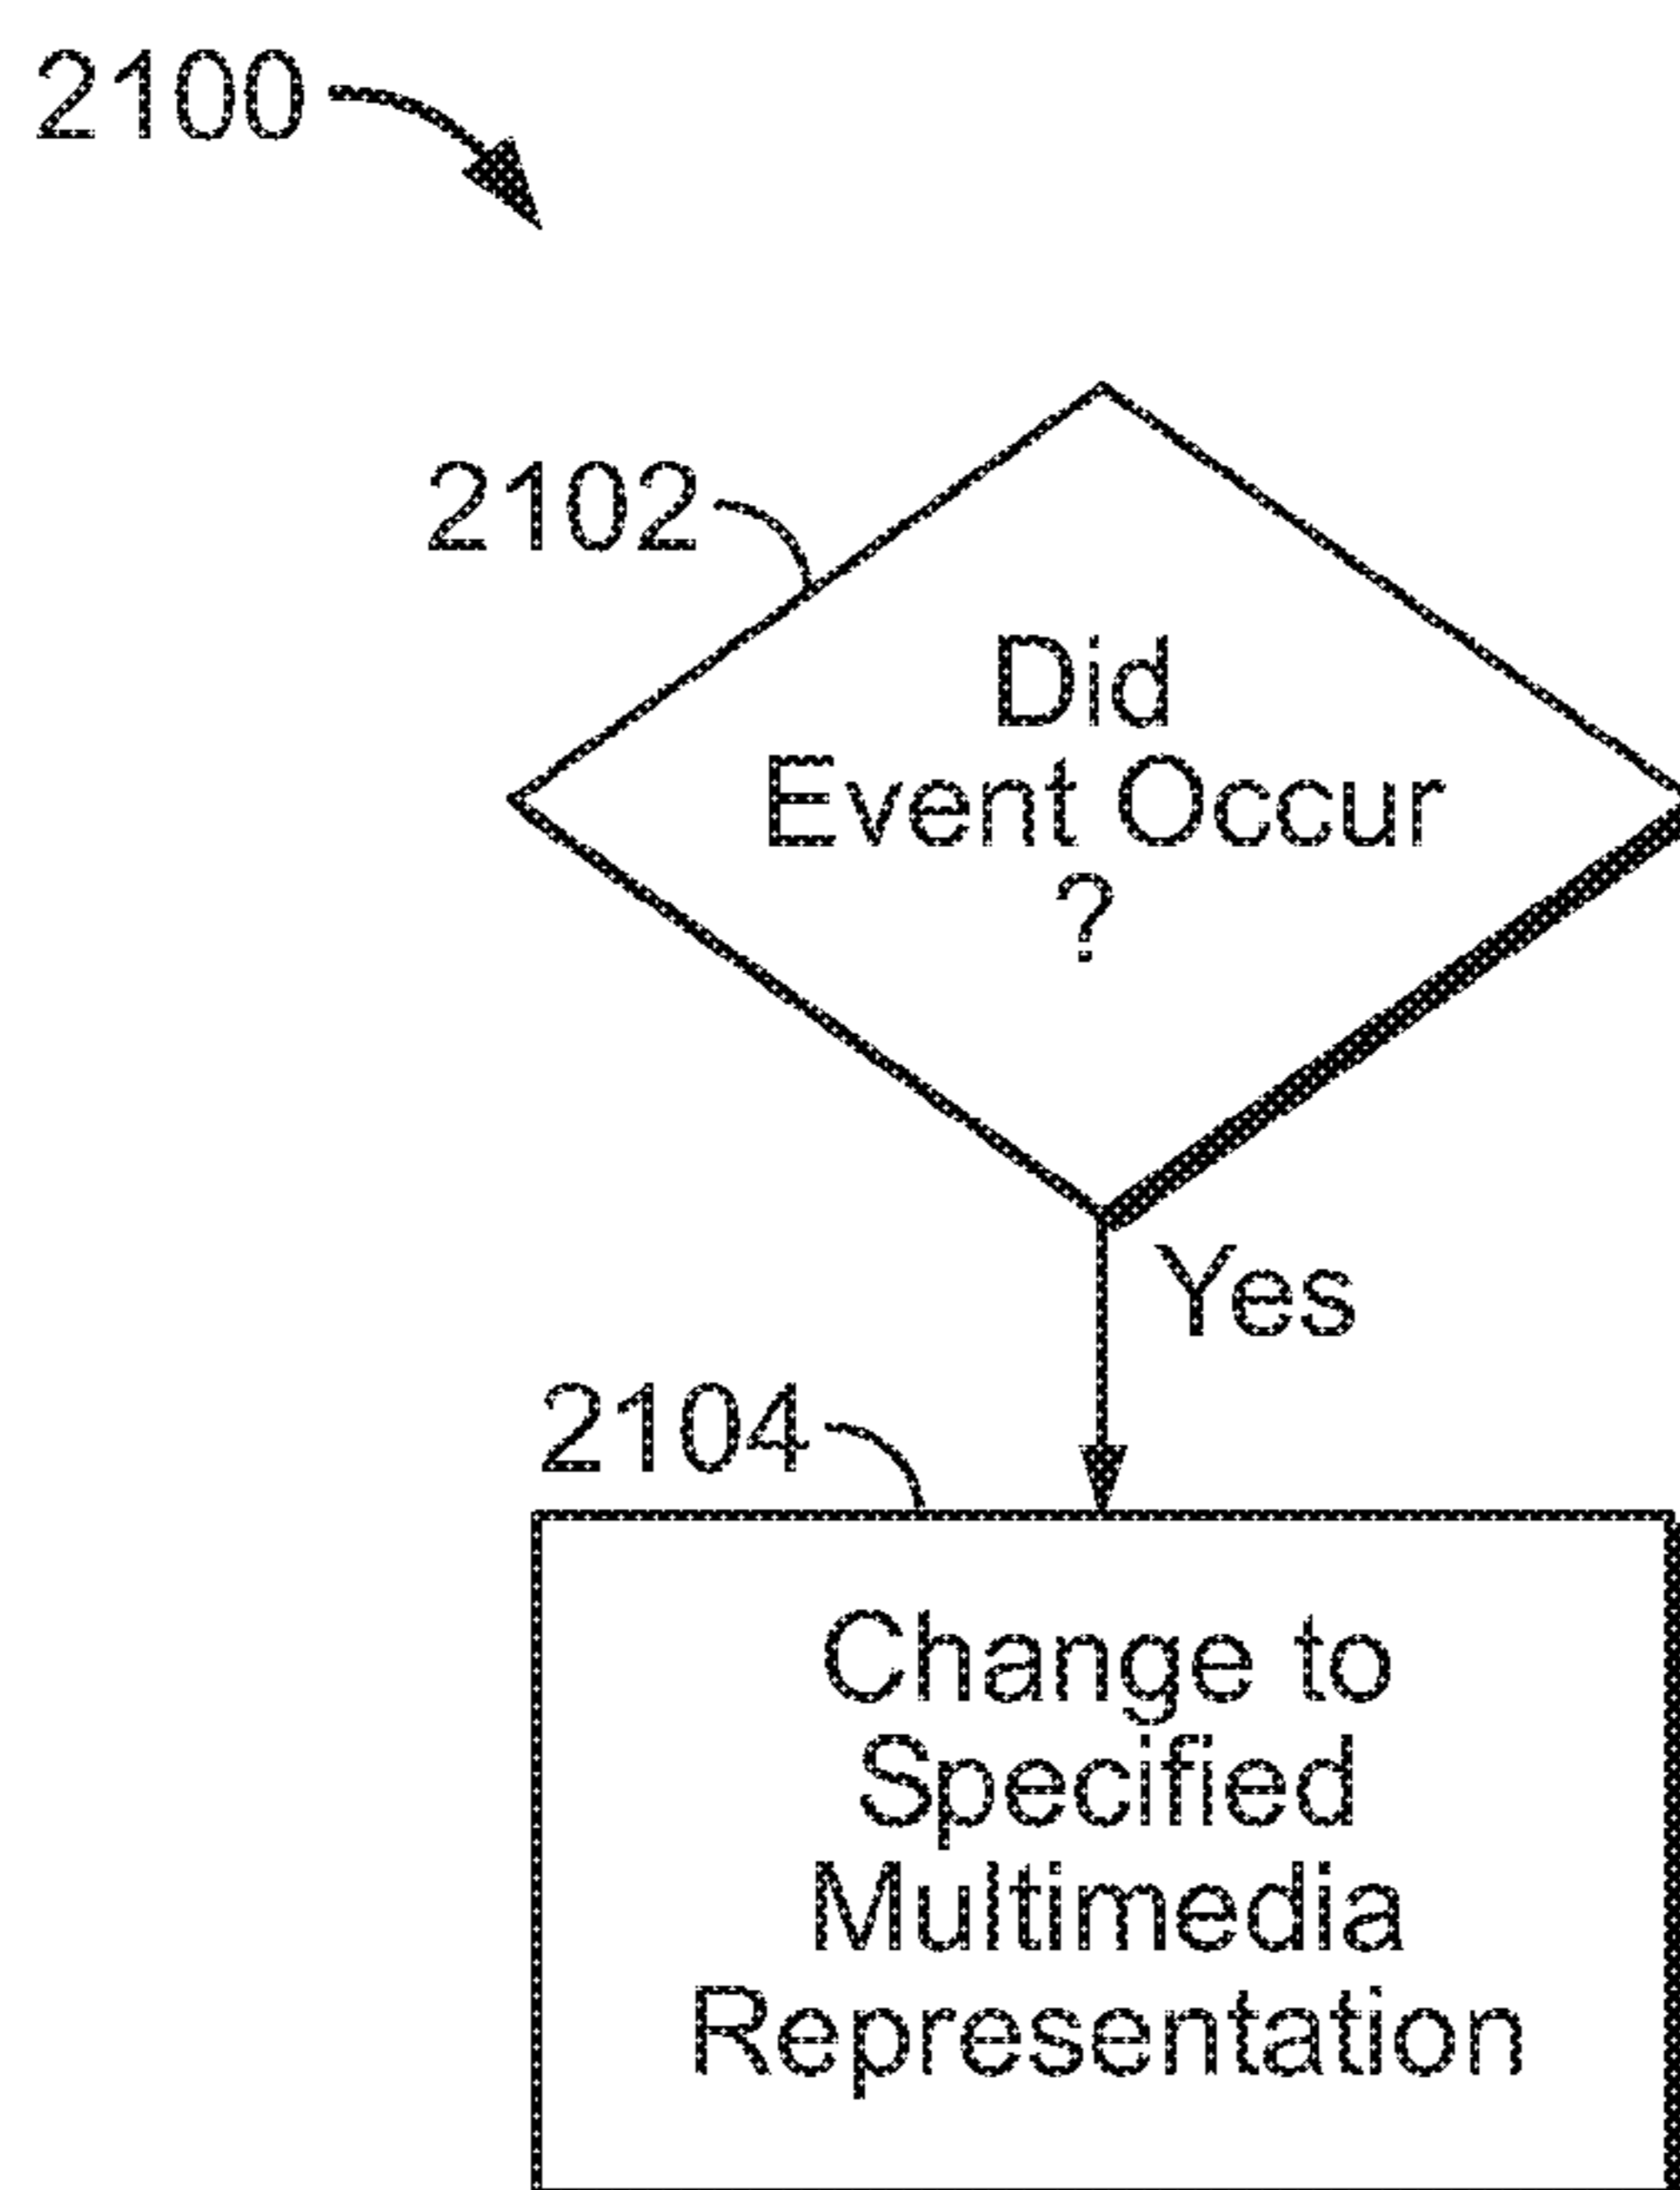 2100
2102
Did
Event Occur
?
Yes
2104
Change to
Specified
Multimedia
Representation